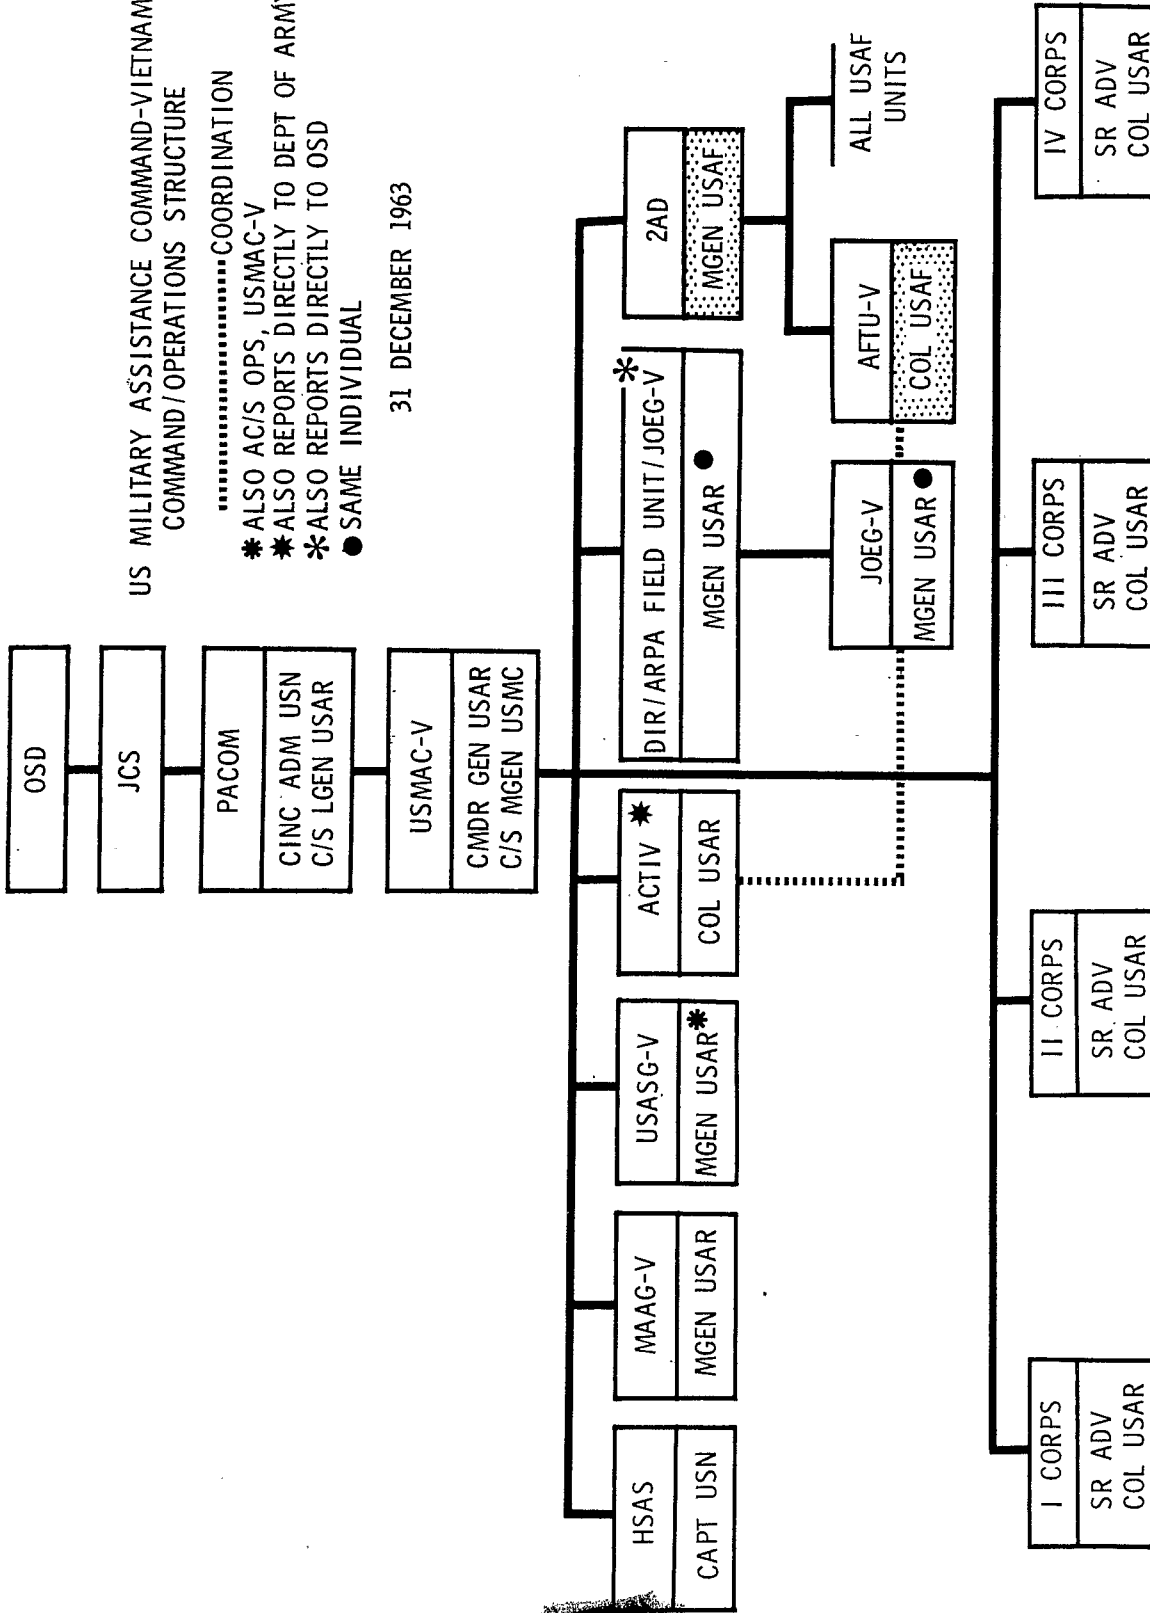 US MILITARY ASSISTANCE COMMAND-VIETNAM
COMMAND/OPERATIONS STRUCTURE
COORDINATION
ALSO AC/S OPS, USMAC-V
ALSO REPORTS DIRECTLY TO DEPT OF ARMY
ALSO REPORTS DIRECTLY TO OSD
SAME INDIVIDUAL
31 DECEMBER 1963
OSD
JCS
PACOM
CINC ADM USN
C/S LGEN USAR
USMAC-V
CMDR GEN USAR
C/S MGEN USMC
HSAS
CAPT USN
MAAG-V
MGEN USAR
USASG-V
MGEN USAR
ACTIV
COL USAR
DIR/ARPA FIELD UNIT/JOEG-V
MGEN USAR
2AD
MGEN USAF
JOEG-V
MGEN USAR
AFTU-V
COL USAF
ALL USAF
UNITS
I CORPS
SR ADV
COL USAR
II CORPS
SR ADV
COL USAR
III CORPS
SR ADV
COL USAR
IV CORPS
SR ADV
COL USAR